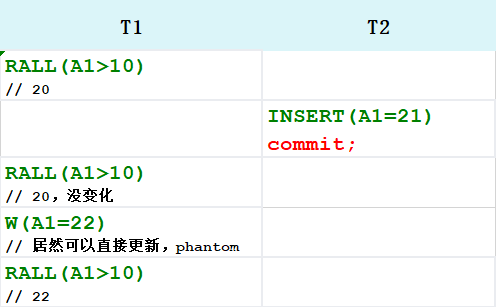 T1 T2
RALL(A1>10)
// 20
INSERT(A1=21)
commit;
RALL(A1>10)
// 20，没变化
W(A1=22)
// 居然可以直接更新，phantom
RALL(A1>10)
// 22